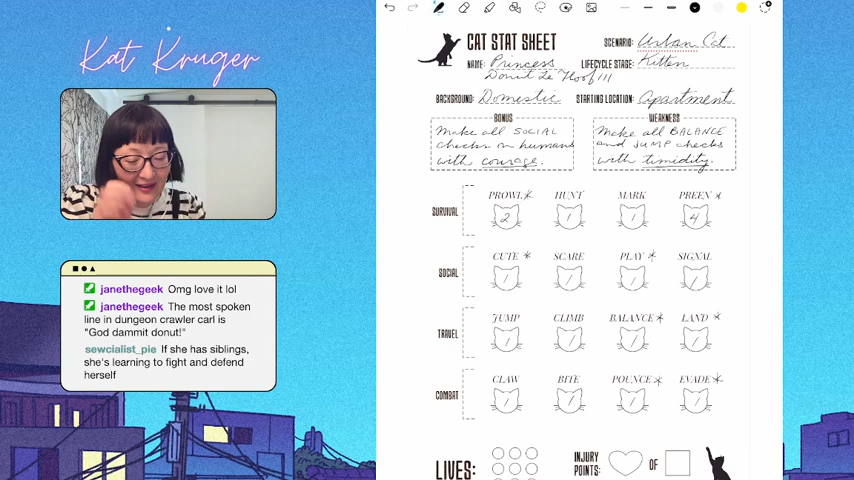 Kat Kruger
janethegeek Omg love it lol
janethegeek The most spoken
line in dungeon crawler carl is
"God dammit donut!"
sewcialist_pie If she has siblings,
she's learning to fight and defend
herself
CAT STAT SHEET
SCENARIO: Urban Cat
NAME: Princess
Donut de Hoof!!!
LIFECYCLE STAGE: Kitten
BACKGROUND: Domestic
STARTING LOCATION: Apartment
BONUS
Make all SOCIAL
checks on humans
with courage.
WEAKNESS
Make all BALANCE
and JUMP checks
with timidity.
SURVIVAL
PROWL* HUNT MARK PREEN*
2 1 1 4
SOCIAL
CUTE* SCARE PLAY* SIGNAL
1 1 1 1
TRAVEL
JUMP CLIMB BALANCE* LAND*
1 1 1 1
COMBAT
CLAW BITE POUNCE* EVADE*
1 1 1 1
LIVES:
INJURY
POINTS: OF